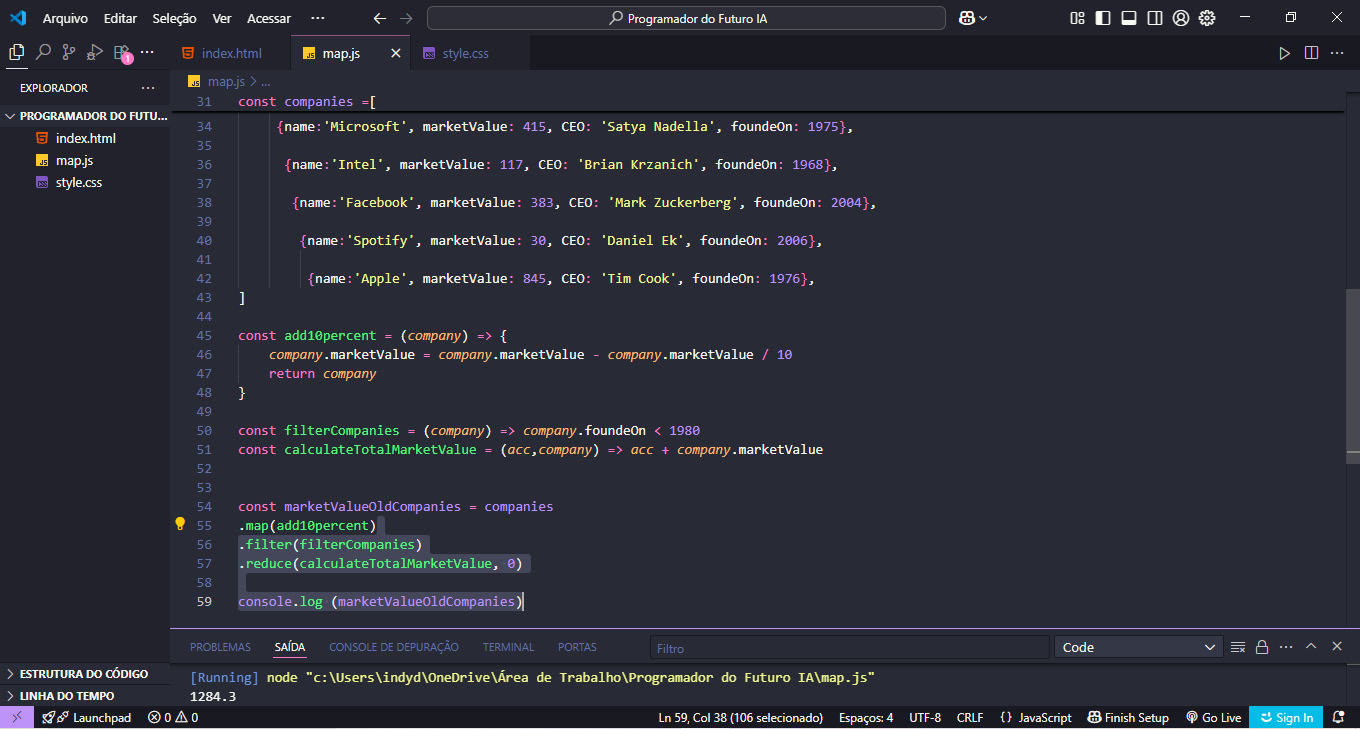 Arquivo Editar Seleção Ver Acessar ··· Programador do Futuro IA
EXPLORADOR ···
PROGRAMADOR DO FUTU...
index.html
map.js
style.css
ESTRUTURA DO CÓDIGO
LINHA DO TEMPO
index.html map.js style.css
map.js > ...
31 const companies =[
34 {name:'Microsoft', marketValue: 415, CEO: 'Satya Nadella', foundeOn: 1975},
35
36 {name:'Intel', marketValue: 117, CEO: 'Brian Krzanich', foundeOn: 1968},
37
38 {name:'Facebook', marketValue: 383, CEO: 'Mark Zuckerberg', foundeOn: 2004},
39
40 {name:'Spotify', marketValue: 30, CEO: 'Daniel Ek', foundeOn: 2006},
41
42 {name:'Apple', marketValue: 845, CEO: 'Tim Cook', foundeOn: 1976},
43 ]
44
45 const add10percent = (company) => {
46 company.marketValue = company.marketValue - company.marketValue / 10
47 return company
48 }
49
50 const filterCompanies = (company) => company.foundeOn < 1980
51 const calculateTotalMarketValue = (acc,company) => acc + company.marketValue
52
53
54 const marketValueOldCompanies = companies
55 .map(add10percent)
56 .filter(filterCompanies)
57 .reduce(calculateTotalMarketValue, 0)
58
59 console.log (marketValueOldCompanies)
PROBLEMAS SAÍDA CONSOLE DE DEPURAÇÃO TERMINAL PORTAS Filtro Code
[Running] node "c:\Users\indyd\OneDrive\Área de Trabalho\Programador do Futuro IA\map.js"
1284.3
Launchpad 0 0 Ln 59, Col 38 (106 selecionado) Espaços: 4 UTF-8 CRLF {} JavaScript Finish Setup Go Live Sign In